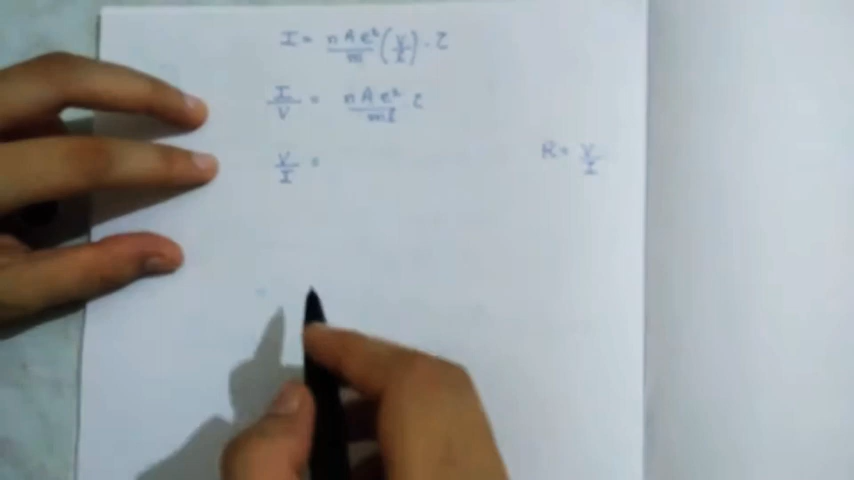 I = nAe²/m (V/l) · τ
I/V = nAe²/ml τ
V/I =
R = V/I